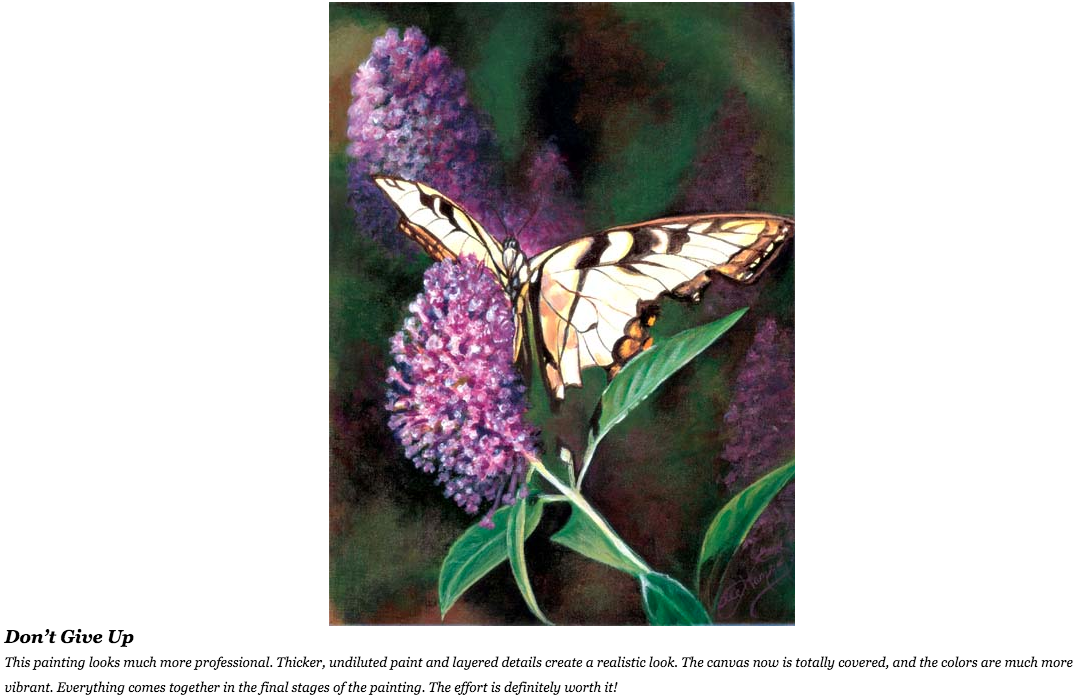 Don't Give Up
This painting looks much more professional. Thicker, undiluted paint and layered details create a realistic look. The canvas now is totally covered, and the colors are much more
vibrant. Everything comes together in the final stages of the painting. The effort is definitely worth it!